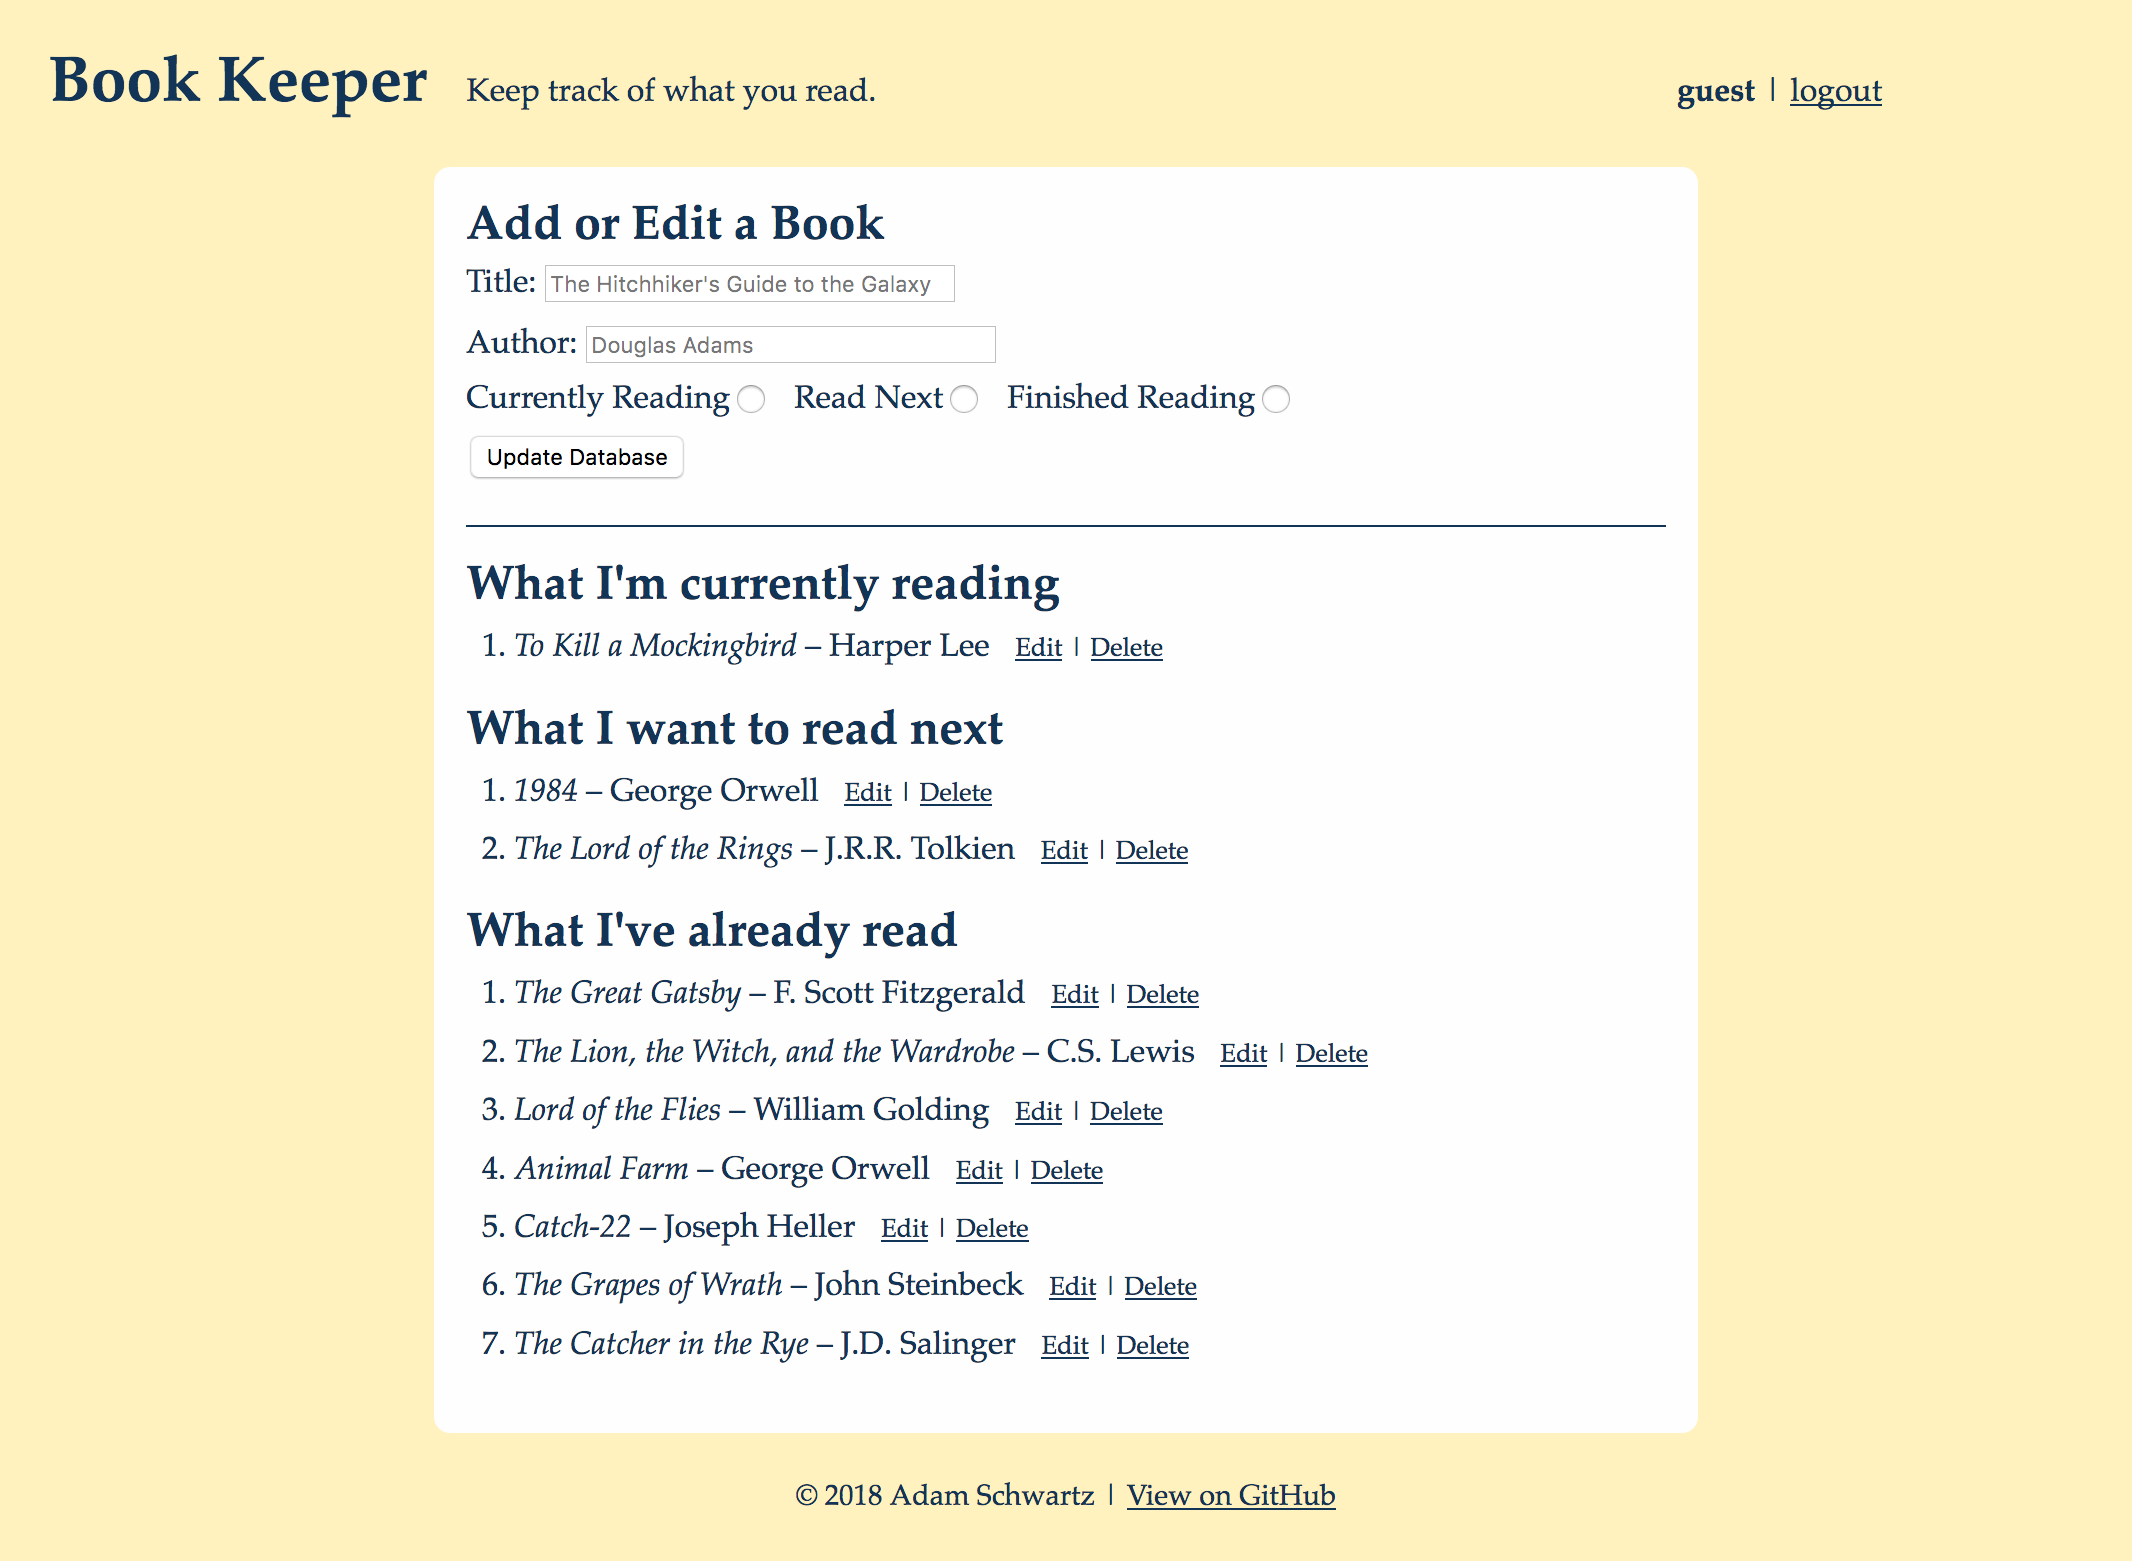 Book Keeper Keep track of what you read. guest | logout
Add or Edit a Book
Title: The Hitchhiker's Guide to the Galaxy
Author: Douglas Adams
Currently Reading Read Next Finished Reading
Update Database
What I'm currently reading
1. To Kill a Mockingbird – Harper Lee Edit | Delete
What I want to read next
1. 1984 – George Orwell Edit | Delete
2. The Lord of the Rings – J.R.R. Tolkien Edit | Delete
What I've already read
1. The Great Gatsby – F. Scott Fitzgerald Edit | Delete
2. The Lion, the Witch, and the Wardrobe – C.S. Lewis Edit | Delete
3. Lord of the Flies – William Golding Edit | Delete
4. Animal Farm – George Orwell Edit | Delete
5. Catch-22 – Joseph Heller Edit | Delete
6. The Grapes of Wrath – John Steinbeck Edit | Delete
7. The Catcher in the Rye – J.D. Salinger Edit | Delete
© 2018 Adam Schwartz | View on GitHub